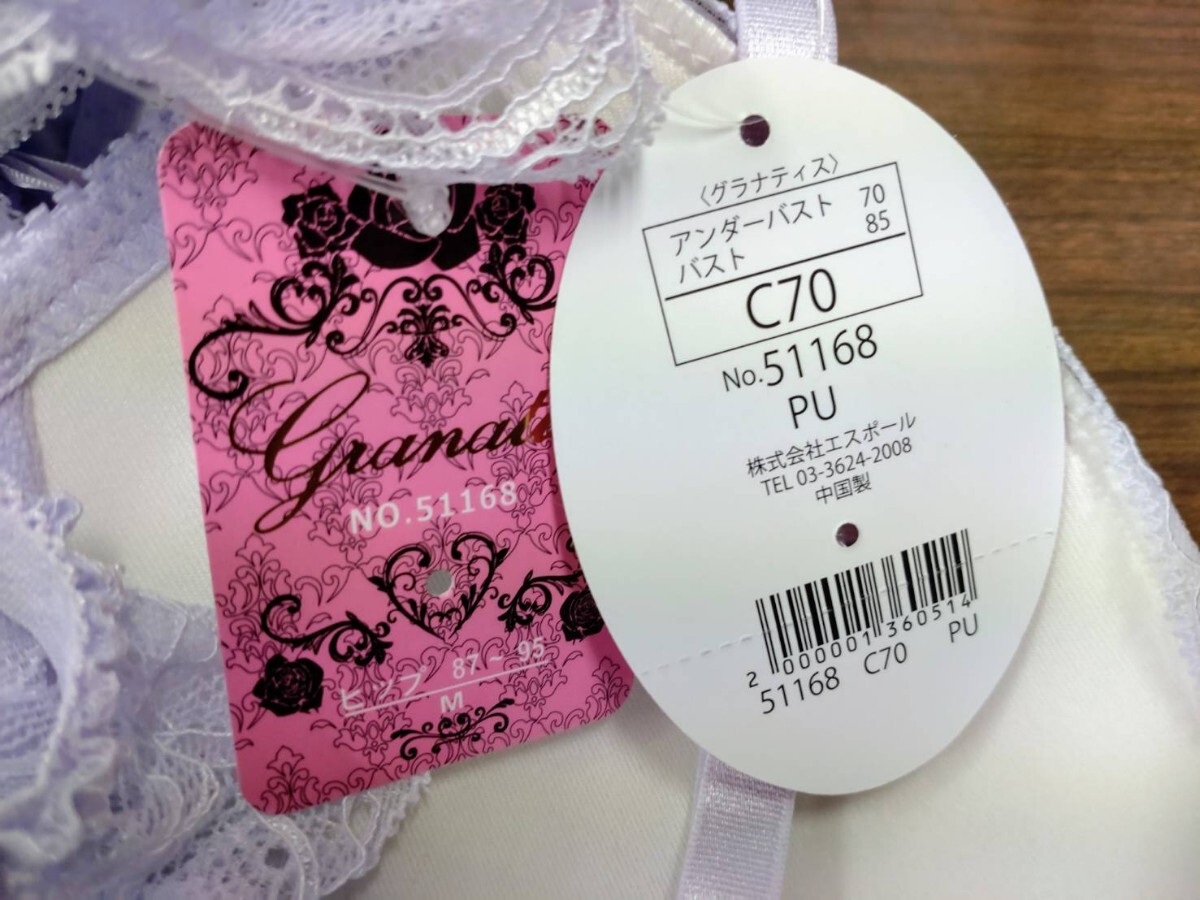 Granat
NO.51168
ヒップ 87～95
M
〈グラナティス〉
アンダーバスト 70
バスト 85
C70
No.51168
PU
株式会社エスポール
TEL 03-3624-2008
中国製
2 000001 360514
51168 C70 PU